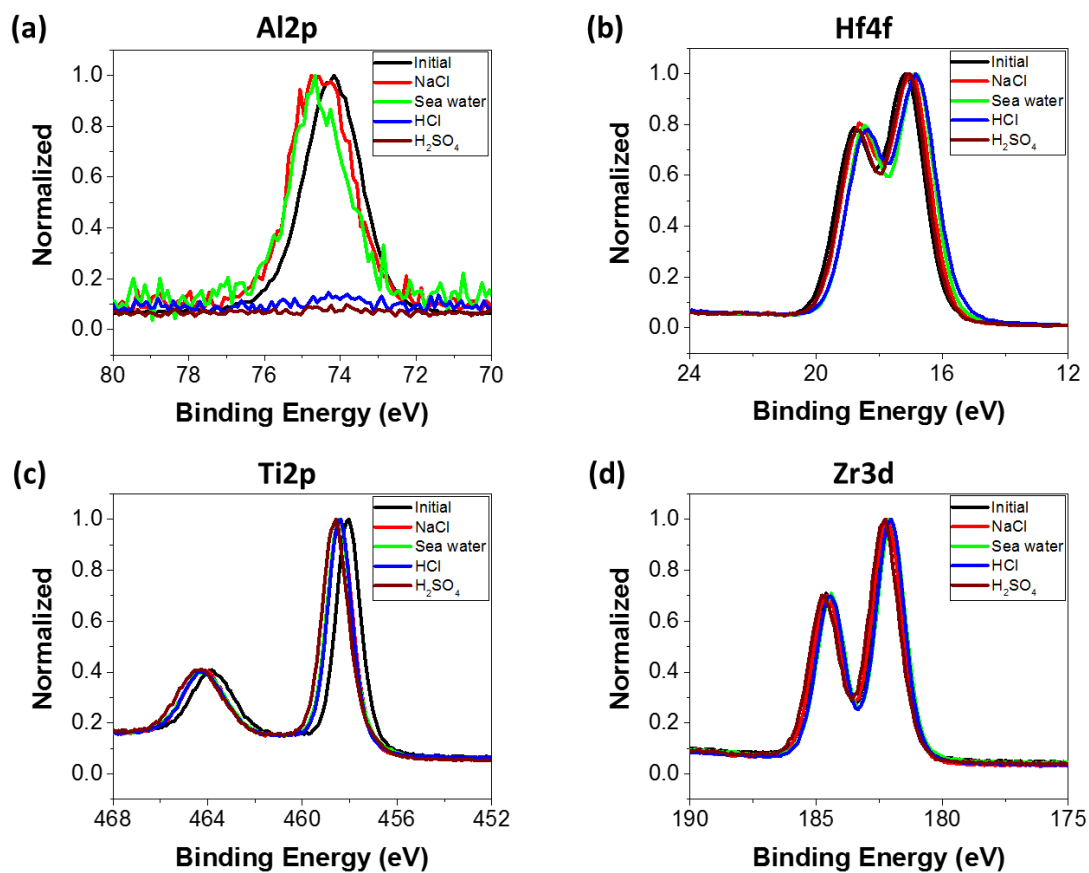 (a) Al2p
Normalized
1.0
0.8
0.6
0.4
0.2
0.0
Initial
NaCl
Sea water
HCl
H₂SO₄
80 78 76 74 72 70
Binding Energy (eV)
(b) Hf4f
Normalized
1.0
0.8
0.6
0.4
0.2
0.0
Initial
NaCl
Sea water
HCl
H₂SO₄
24 20 16 12
Binding Energy (eV)
(c) Ti2p
Normalized
1.0
0.8
0.6
0.4
0.2
0.0
Initial
NaCl
Sea water
HCl
H₂SO₄
468 464 460 456 452
Binding Energy (eV)
(d) Zr3d
Normalized
1.0
0.8
0.6
0.4
0.2
0.0
Initial
NaCl
Sea water
HCl
H₂SO₄
190 185 180 175
Binding Energy (eV)